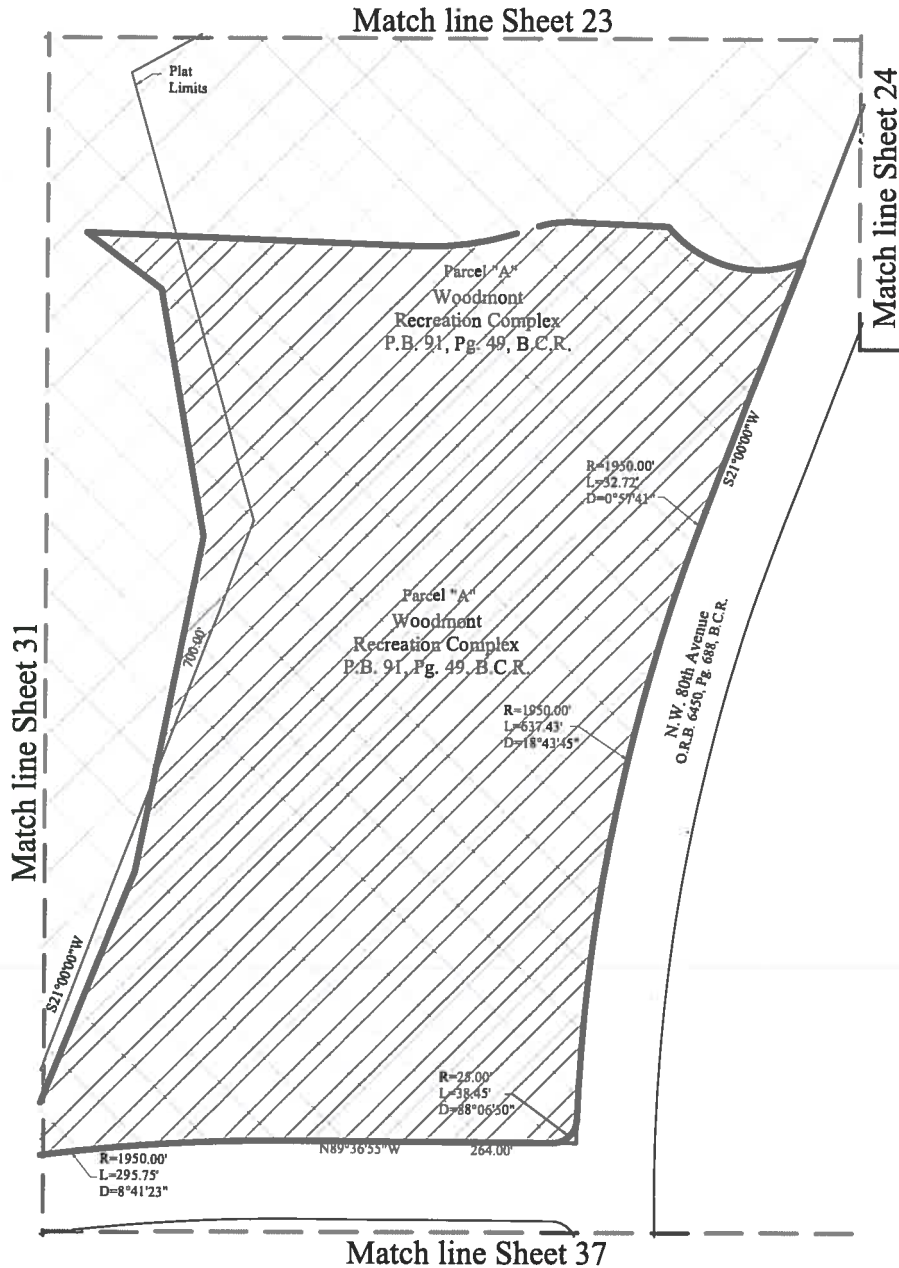 Match line Sheet 23
Plat
Limits
Match line Sheet 24
Parcel "A"
Woodmont
Recreation Complex
P.B. 91, Pg. 49, B.C.R.
S21°00'00"W
R=1950.00'
L=32.72'
D=0°57'41"
Parcel "A"
Woodmont
Recreation Complex
P.B. 91, Pg. 49, B.C.R.
700.00'
N.W. 80th Avenue
O.R.B. 6450, Pg. 688, B.C.R.
Match line Sheet 31
R=1950.00'
L=637.43'
D=18°43'45"
S21°00'00"W
R=25.00'
L=38.45'
D=88°06'50"
N89°36'55"W 264.00'
R=1950.00'
L=295.75'
D=8°41'23"
Match line Sheet 37